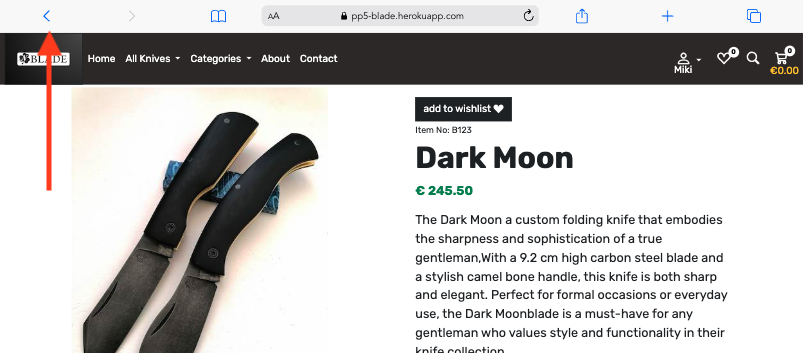 AA pp5-blade.herokuapp.com
BLADE Home All Knives Categories About Contact Miki 0 0 €0.00
add to wishlist
Item No: B123
Dark Moon
€ 245.50
The Dark Moon a custom folding knife that embodies
the sharpness and sophistication of a true
gentleman,With a 9.2 cm high carbon steel blade and
a stylish camel bone handle, this knife is both sharp
and elegant. Perfect for formal occasions or everyday
use, the Dark Moonblade is a must-have for any
gentleman who values style and functionality in their
knife collection